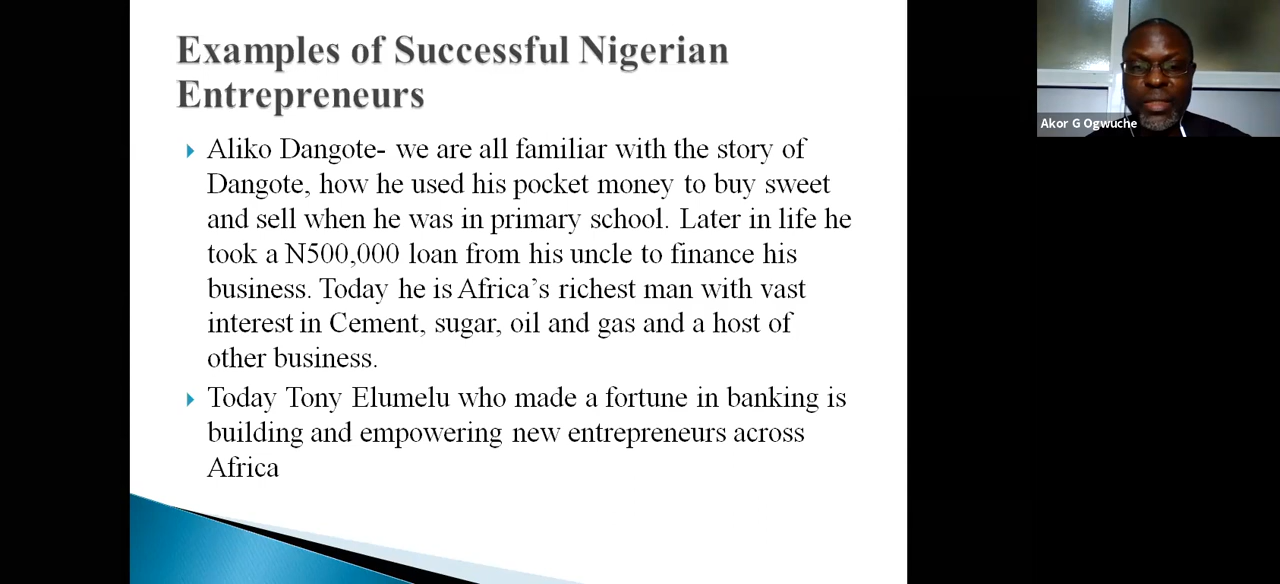 Examples of Successful Nigerian
Entrepreneurs
Aliko Dangote- we are all familiar with the story of
Dangote, how he used his pocket money to buy sweet
and sell when he was in primary school. Later in life he
took a N500,000 loan from his uncle to finance his
business. Today he is Africa’s richest man with vast
interest in Cement, sugar, oil and gas and a host of
other business.
Today Tony Elumelu who made a fortune in banking is
building and empowering new entrepreneurs across
Africa
Akor G Ogwuche